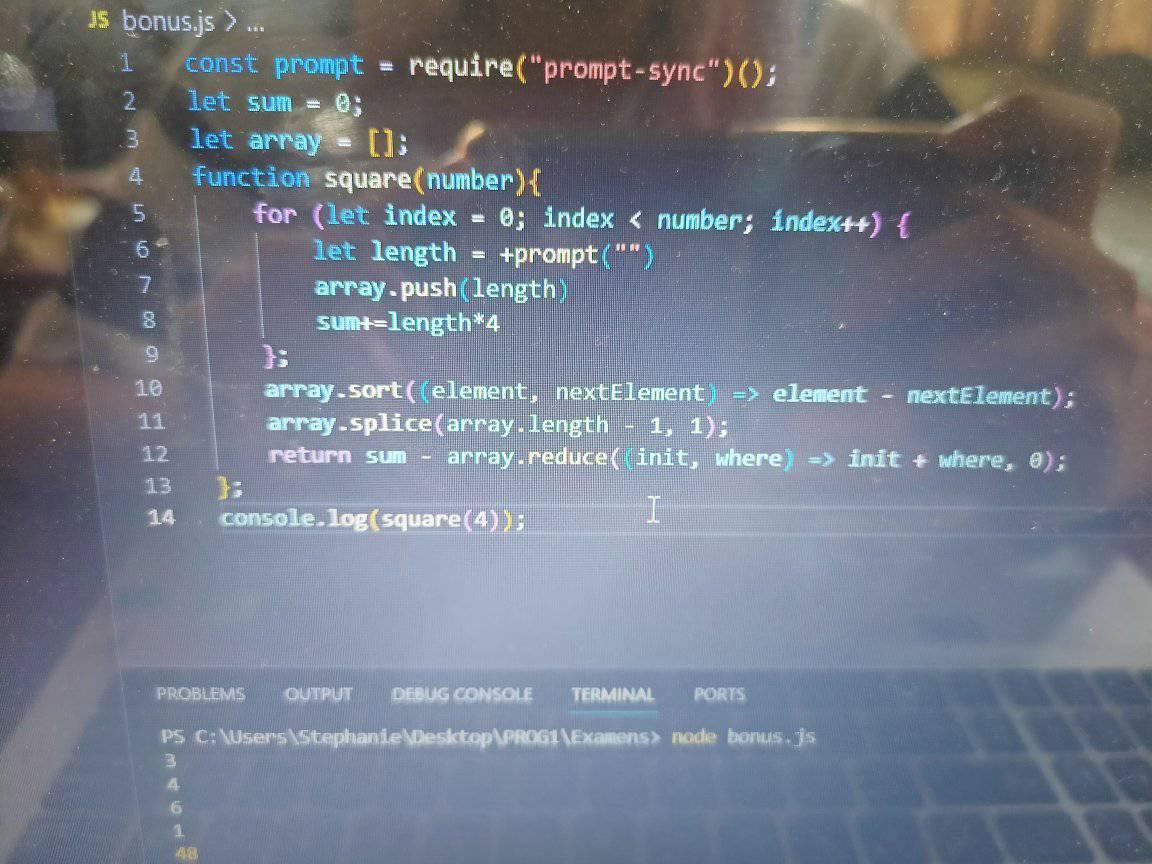 JS bonus.js > ...
1 const prompt = require("prompt-sync")();
2 let sum = 0;
3 let array = [];
4 function square(number){
5 for (let index = 0; index < number; index++) {
6 let length = +prompt("")
7 array.push(length)
8 sum+=length*4
9 };
10 array.sort((element, nextElement) => element - nextElement);
11 array.splice(array.length - 1, 1);
12 return sum - array.reduce((init, where) => init + where, 0);
13 };
14 console.log(square(4));
PROBLEMS OUTPUT DEBUG CONSOLE TERMINAL PORTS
PS C:\Users\Stephanie\Desktop\PROG1\Examens> node bonus.js
3
4
6
1
48